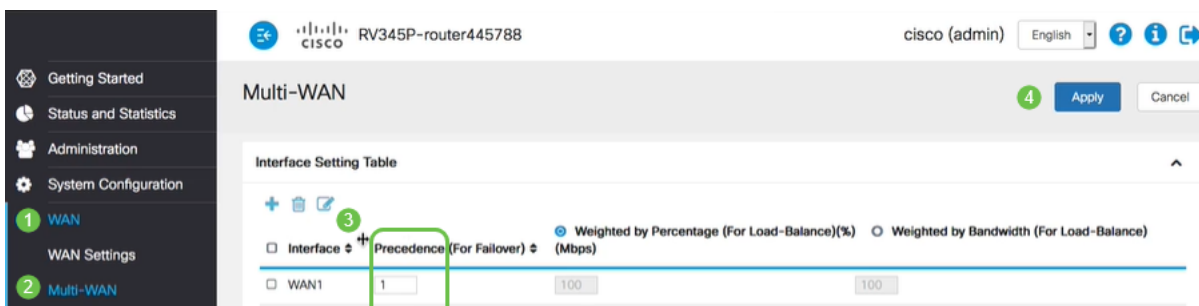 cisco RV345P-router445788
cisco (admin) English ? i
Getting Started
Status and Statistics
Administration
System Configuration
1 WAN
WAN Settings
2 Multi-WAN
Multi-WAN
4 Apply Cancel
Interface Setting Table
3
Interface Precedence (For Failover) Weighted by Percentage (For Load-Balance)(%) Weighted by Bandwidth (For Load-Balance)
(Mbps)
WAN1 1 100 100